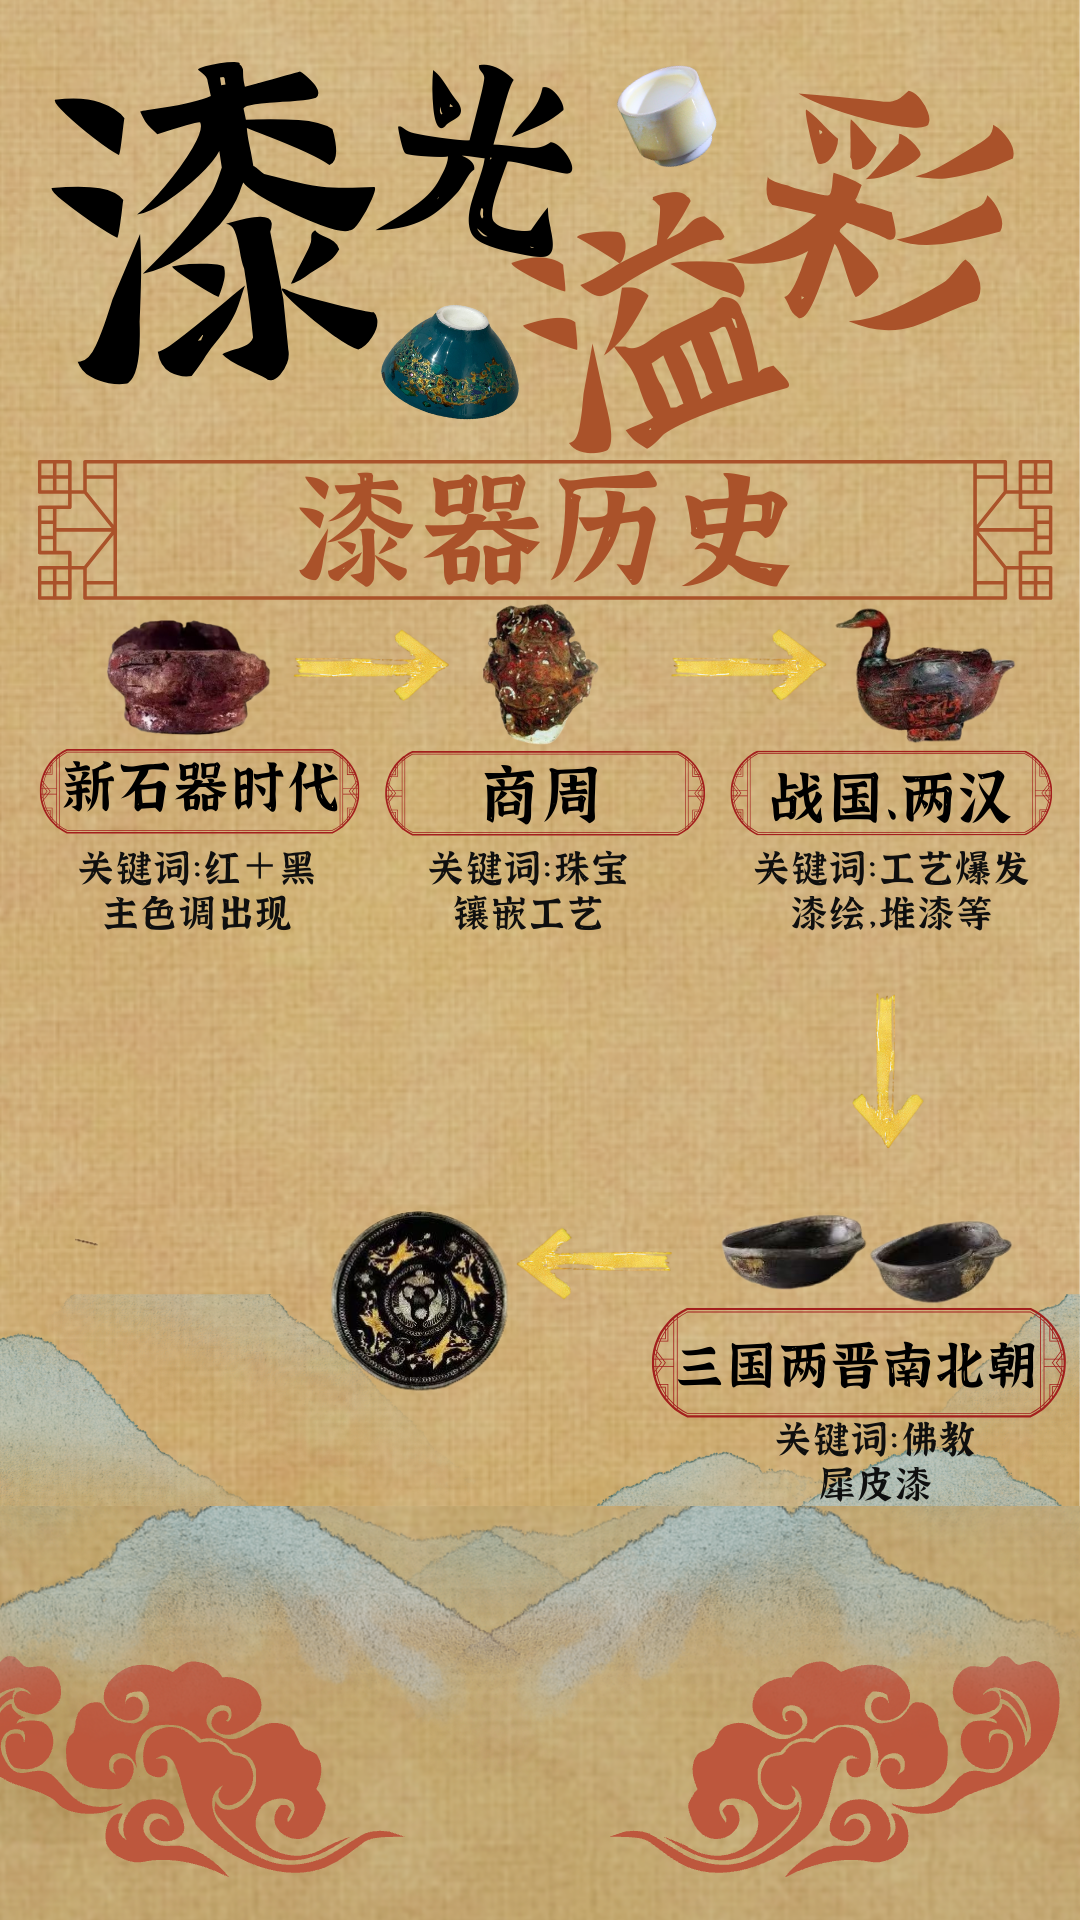 漆光溢彩
漆器历史
新石器时代
关键词:红+黑
主色调出现
商周
关键词:珠宝
镶嵌工艺
战国、两汉
关键词:工艺爆发
漆绘,堆漆等
三国两晋南北朝
关键词:佛教
犀皮漆